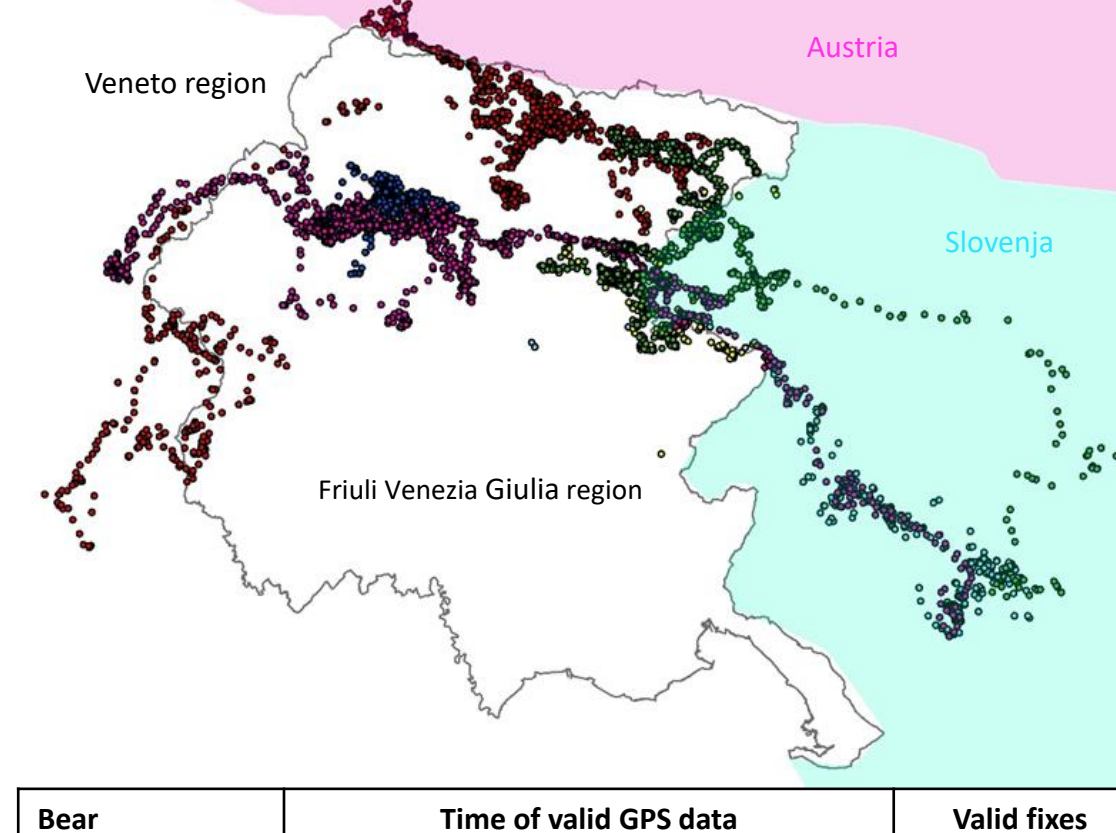 Austria
Veneto region
Slovenja
Friuli Venezia Giulia region
Bear Time of valid GPS data Valid fixes